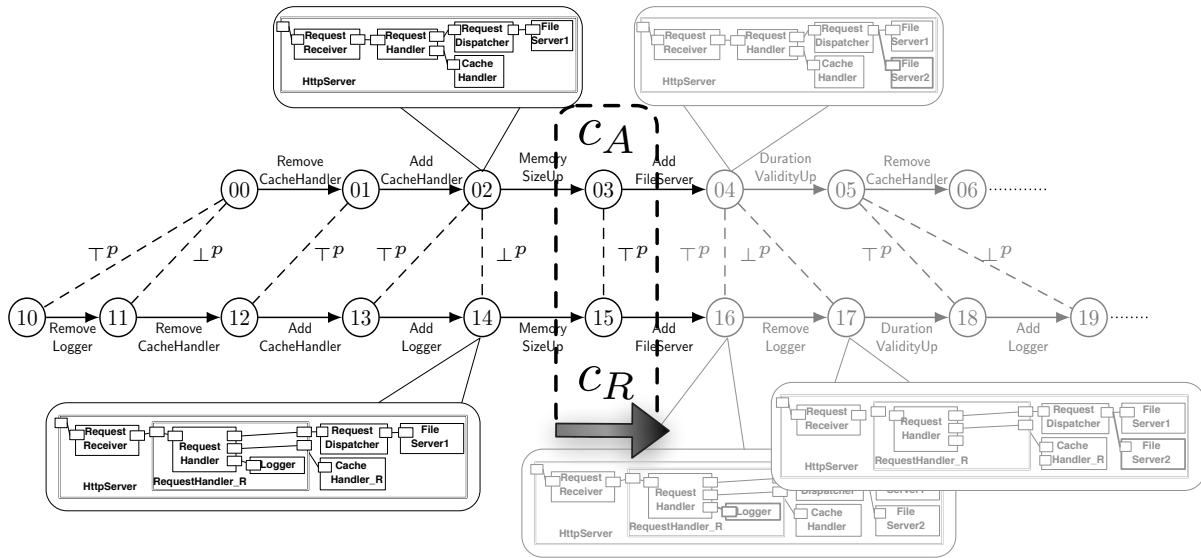 Request
Receiver
Request
Handler
Request
Dispatcher
File
Server1
Cache
Handler
HttpServer
Request
Receiver
Request
Handler
Request
Dispatcher
File
Server1
Cache
Handler
File
Server2
HttpServer
c_A
Remove
CacheHandler
Add
CacheHandler
Memory
SizeUp
Add
FileServer
Duration
ValidityUp
Remove
CacheHandler
00 01 02 03 04 05 06
⊤p ⊥p ⊤p ⊤p ⊥p ⊤p ⊤p ⊥p ⊤p ⊥p
10 11 12 13 14 15 16 17 18 19
Remove
Logger
Remove
CacheHandler
Add
CacheHandler
Add
Logger
Memory
SizeUp
Add
FileServer
Remove
Logger
Duration
ValidityUp
Add
Logger
c_R
Request
Receiver
Request
Handler
Logger
Request
Dispatcher
File
Server1
Cache
Handler_R
HttpServer
RequestHandler_R
Request
Receiver
Request
Handler
Request
Dispatcher
File
Server1
Cache
Handler_R
File
Server2
HttpServer
RequestHandler_R
Request
Receiver
Request
Handler
Logger
Dispatcher
Server1
Cache
Handler
File
Server2
HttpServer
RequestHandler_R